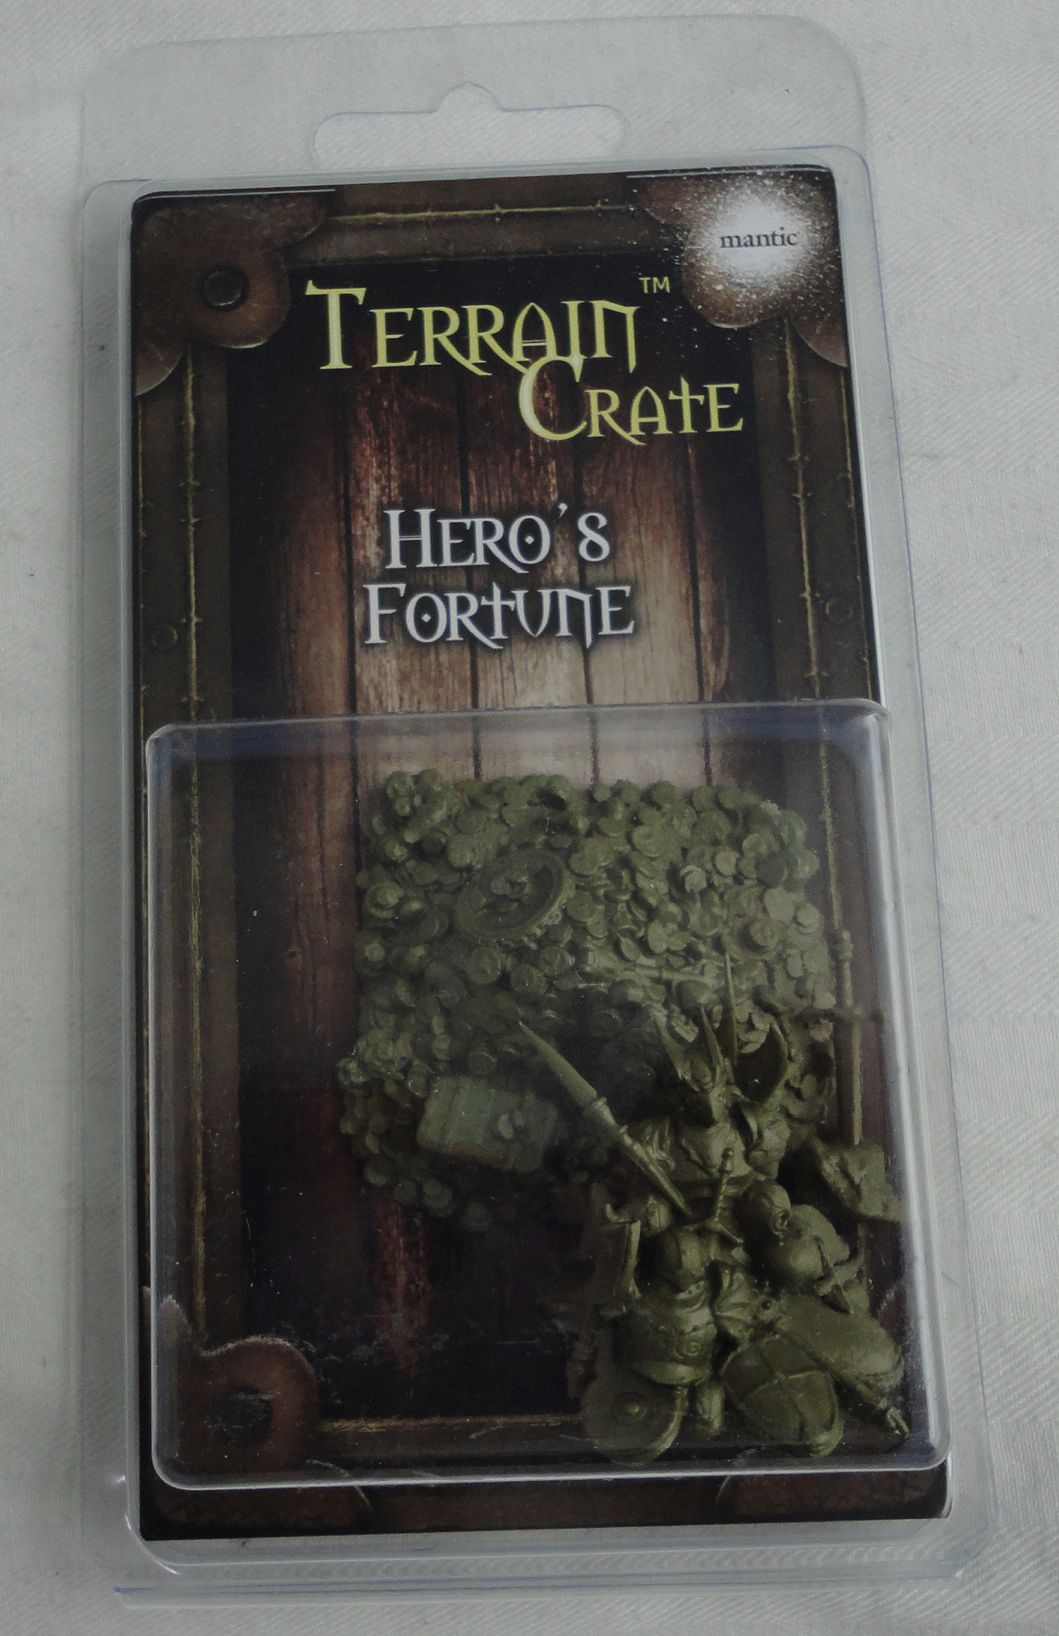 mantic
TERRAIN™
CRATE
HERO'S
FORTUNE